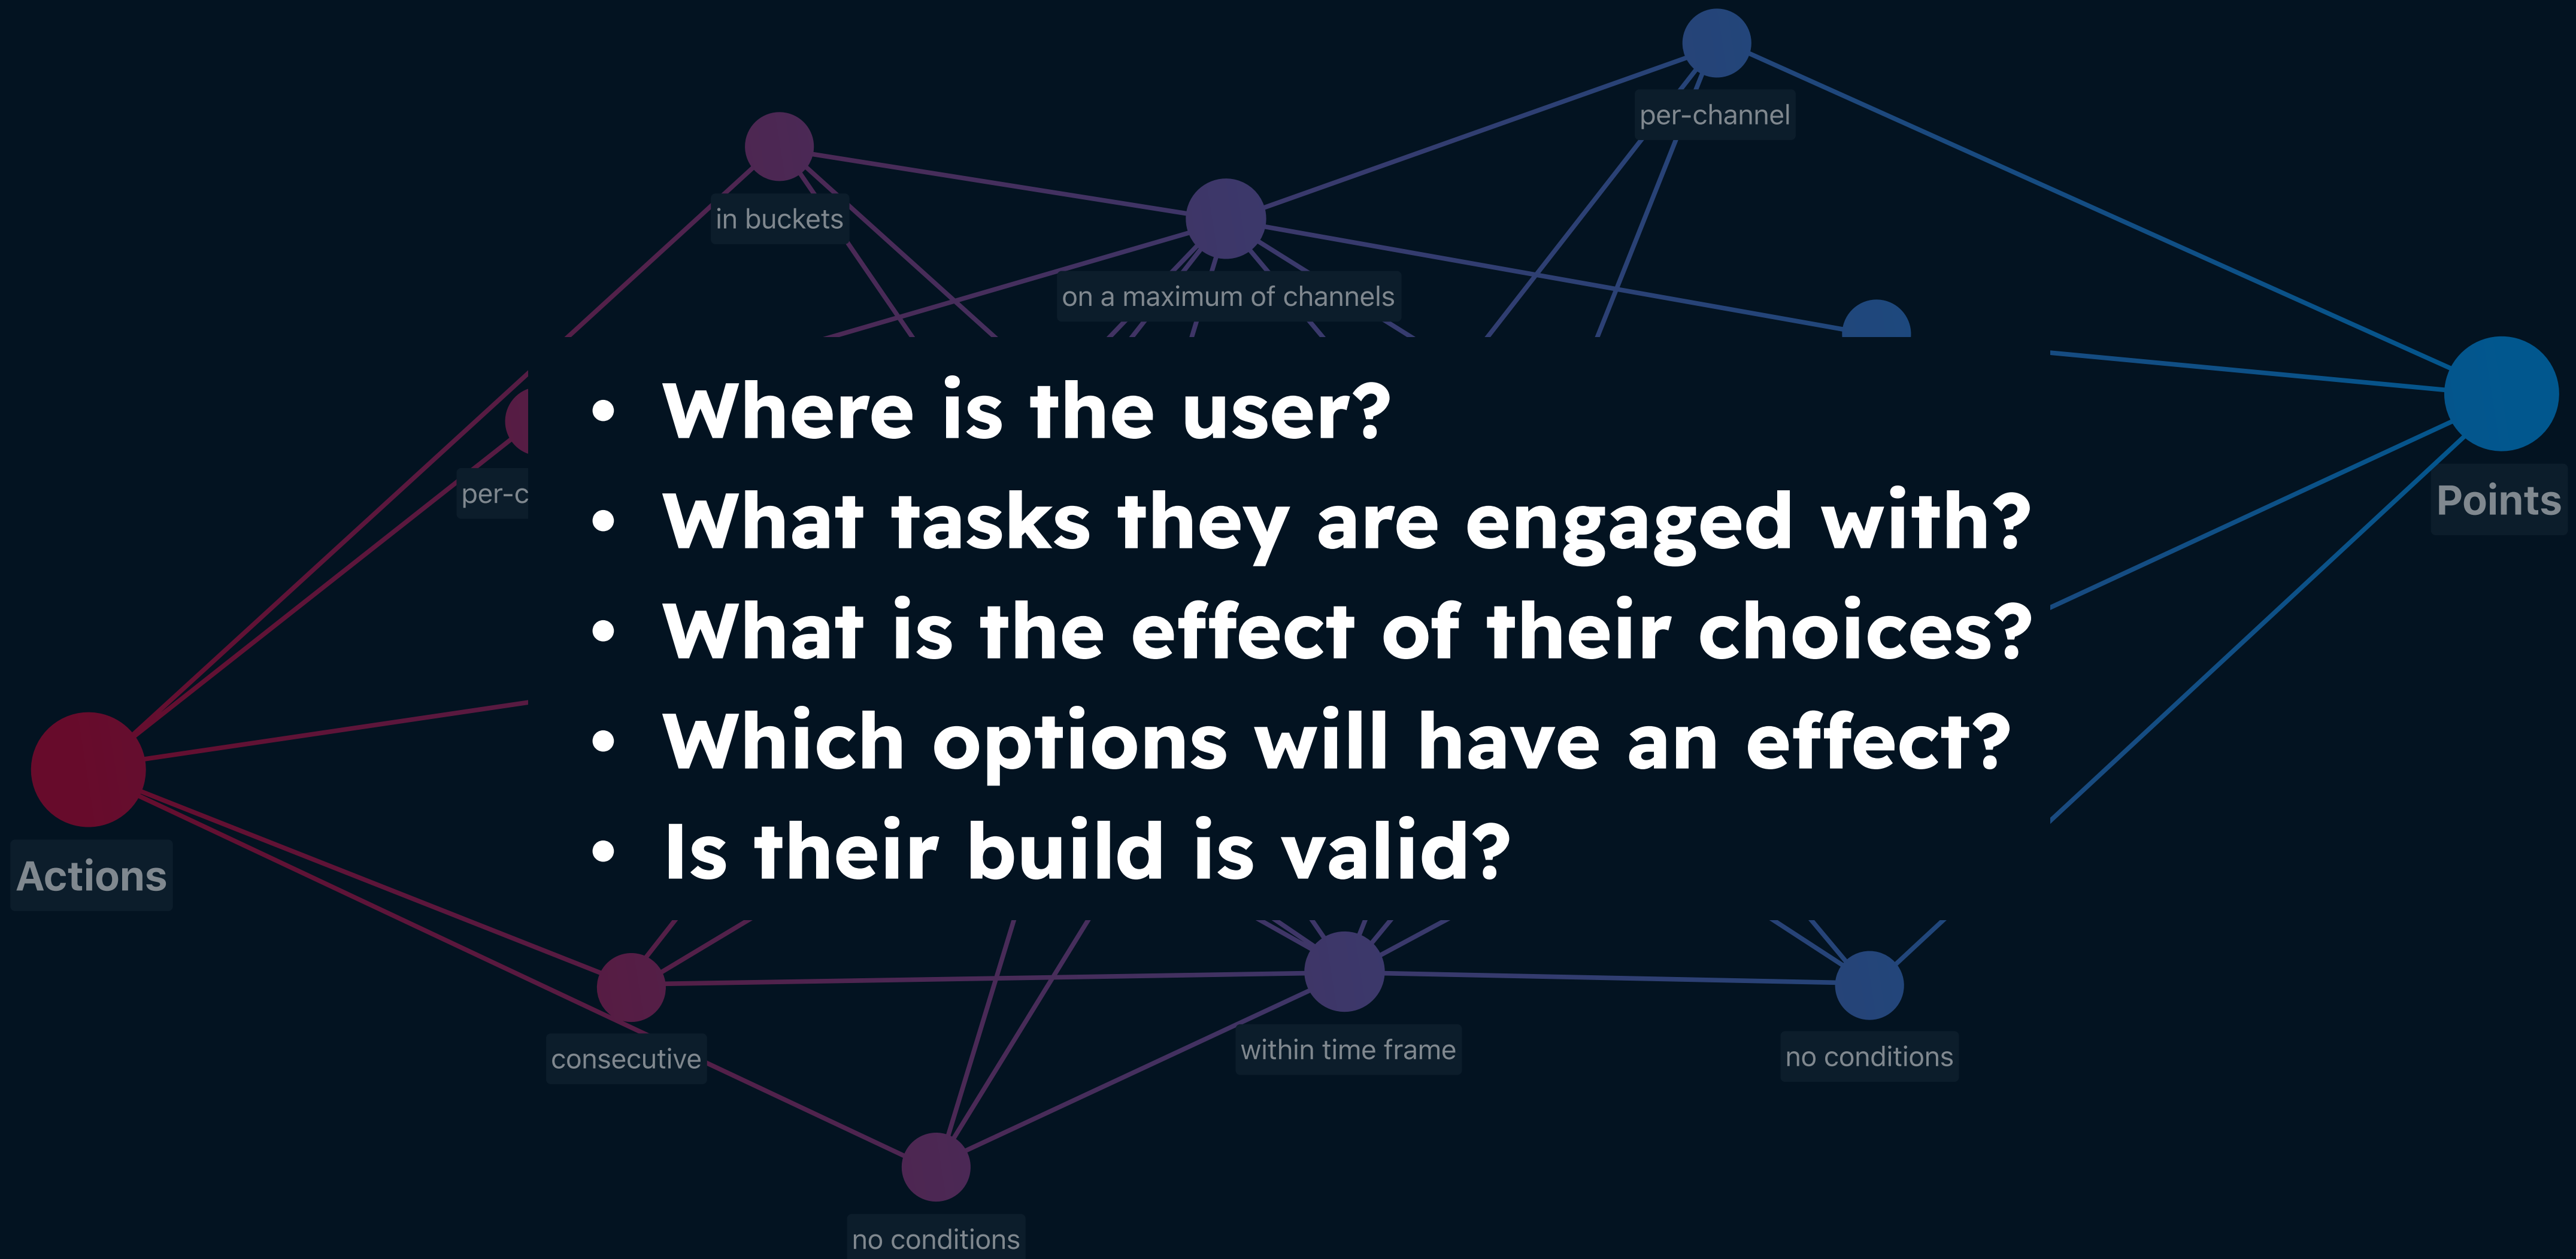 per-channel
in buckets
on a maximum of channels
• Where is the user?
per-c
• What tasks they are engaged with?
Points
• What is the effect of their choices?
• Which options will have an effect?
• Is their build is valid?
Actions
consecutive
within time frame
no conditions
no conditions